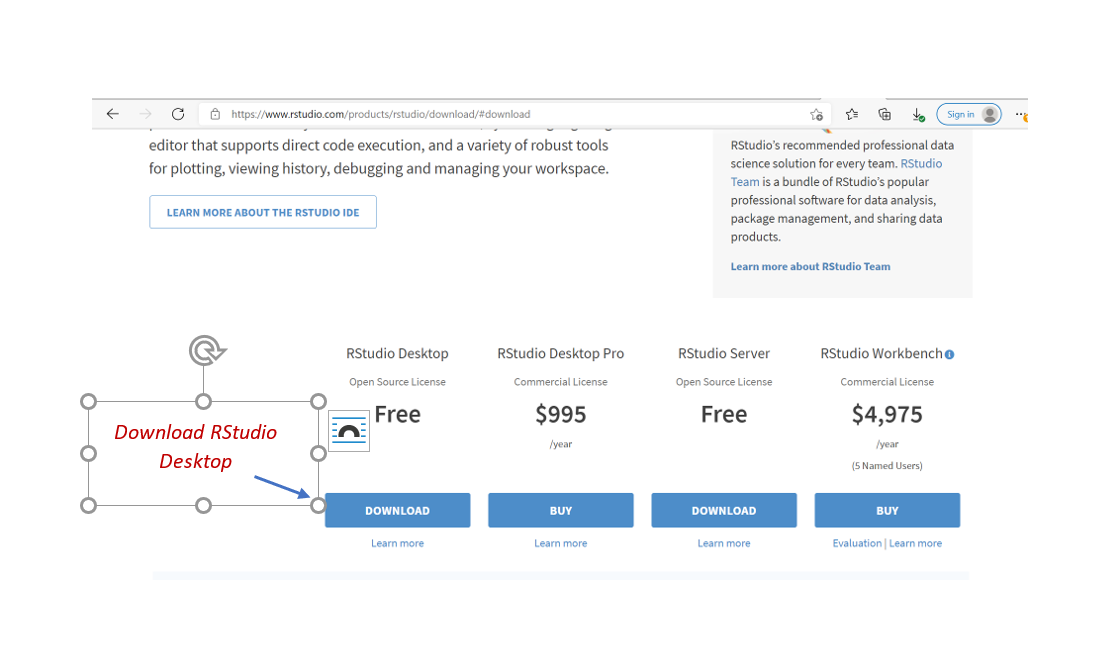 https://www.rstudio.com/products/rstudio/download/#download
Sign in
editor that supports direct code execution, and a variety of robust tools
for plotting, viewing history, debugging and managing your workspace.
LEARN MORE ABOUT THE RSTUDIO IDE
RStudio's recommended professional data
science solution for every team. RStudio
Team is a bundle of RStudio's popular
professional software for data analysis,
package management, and sharing data
products.
Learn more about RStudio Team
RStudio Desktop
Open Source License
Free
DOWNLOAD
Learn more
RStudio Desktop Pro
Commercial License
$995
/year
BUY
Learn more
RStudio Server
Open Source License
Free
DOWNLOAD
Learn more
RStudio Workbench
Commercial License
$4,975
/year
(5 Named Users)
BUY
Evaluation | Learn more
Download RStudio
Desktop